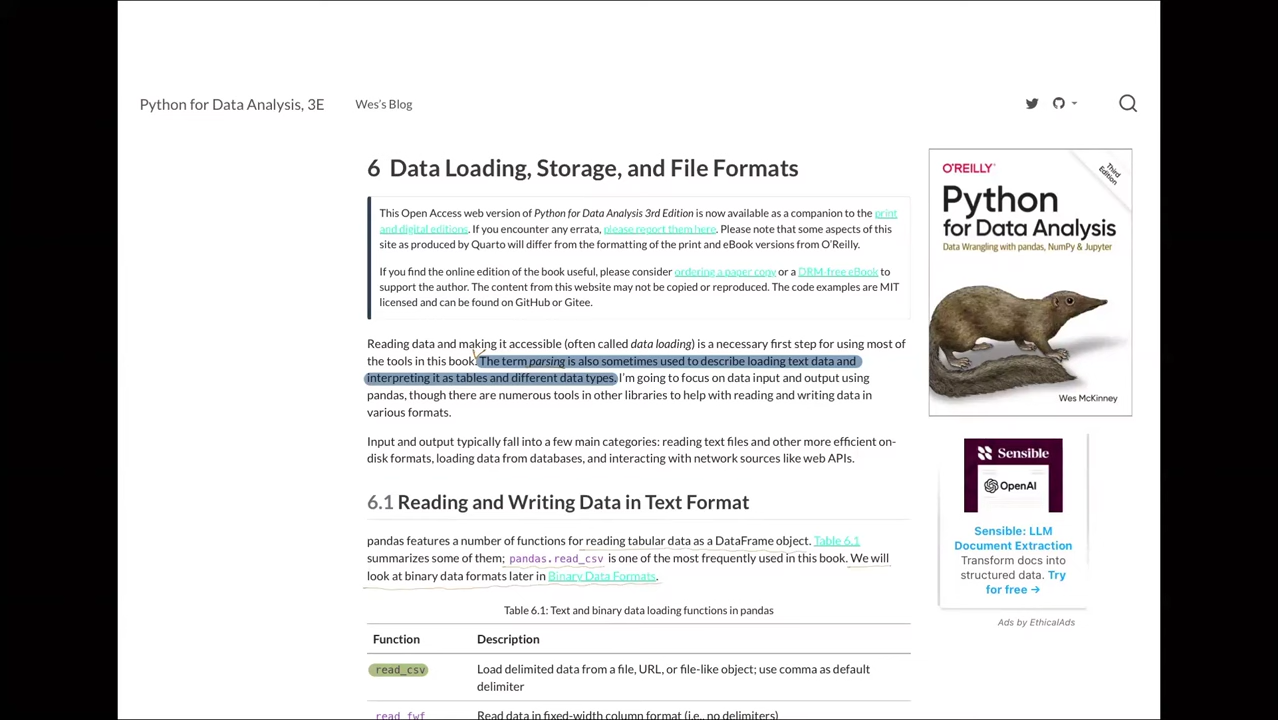 Python for Data Analysis, 3E
Wes's Blog
6 Data Loading, Storage, and File Formats
This Open Access web version of Python for Data Analysis 3rd Edition is now available as a companion to the print
and digital editions. If you encounter any errata, please report them here. Please note that some aspects of this
site as produced by Quarto will differ from the formatting of the print and eBook versions from O'Reilly.
If you find the online edition of the book useful, please consider ordering a paper copy or a DRM-free eBook to
support the author. The content from this website may not be copied or reproduced. The code examples are MIT
licensed and can be found on GitHub or Gitee.
Reading data and making it accessible (often called data loading) is a necessary first step for using most of
the tools in this book. The term parsing is also sometimes used to describe loading text data and
interpreting it as tables and different data types. I'm going to focus on data input and output using
pandas, though there are numerous tools in other libraries to help with reading and writing data in
various formats.
Input and output typically fall into a few main categories: reading text files and other more efficient on-
disk formats, loading data from databases, and interacting with network sources like web APIs.
6.1 Reading and Writing Data in Text Format
pandas features a number of functions for reading tabular data as a DataFrame object. Table 6.1
summarizes some of them; pandas.read_csv is one of the most frequently used in this book. We will
look at binary data formats later in Binary Data Formats.
Table 6.1: Text and binary data loading functions in pandas
Function Description
read_csv Load delimited data from a file, URL, or file-like object; use comma as default
delimiter
read_fwf Read data in fixed-width column format (i.e., no delimiters)
O'REILLY®
Third
Edition
Python
for Data Analysis
Data Wrangling with pandas, NumPy & Jupyter
Wes McKinney
Sensible
OpenAI
Sensible: LLM
Document Extraction
Transform docs into
structured data. Try
for free →
Ads by EthicalAds